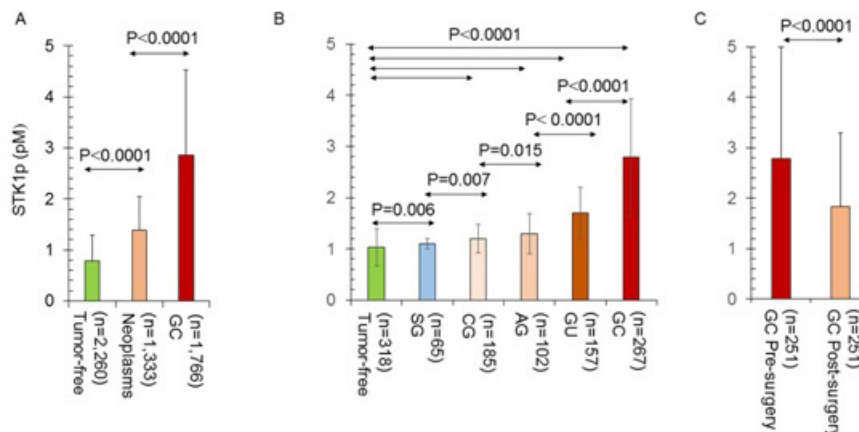 A
P<0.0001
P<0.0001
STK1p (pM)
5
4
3
2
1
0
Tumor-free
(n=2,260)
Neoplasms
(n=1,333)
GC
(n=1,766)
B
P<0.0001
P<0.0001
P< 0.0001
P=0.015
P=0.007
P=0.006
5
4
3
2
1
0
Tumor-free
(n=318)
SG
(n=65)
CG
(n=185)
AG
(n=102)
GU
(n=157)
GC
(n=267)
C
P<0.0001
5
4
3
2
1
0
GC Pre-surgery
(n=251)
GC Post-surgery
(n=251)